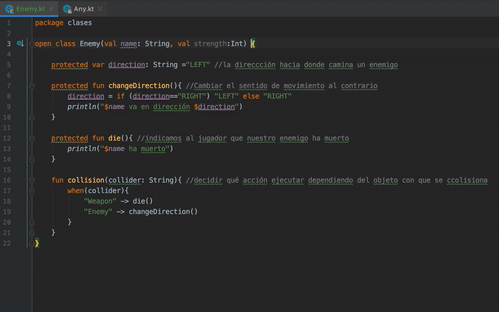 Enemy.kt Any.kt
1 package clases
2
3 open class Enemy(val name: String, val strength:Int) {
4
5 protected var direction: String ="LEFT" //la direccción hacia donde camina un enemigo
6
7 protected fun changeDirection(){ //Cambiar el sentido de movimiento al contrario
8 direction = if (direction=="RIGHT") "LEFT" else "RIGHT"
9 println("$name va en dirección $direction")
10 }
11
12 protected fun die(){ //indicamos al jugador que nuestro enemigo ha muerto
13 println("$name ha muerto")
14 }
15
16 fun collision(collider: String){ //decidir qué acción ejecutar dependiendo del objeto con que se ccolisiona
17 when(collider){
18 "Weapon" -> die()
19 "Enemy" -> changeDirection()
20 }
21 }
22 }